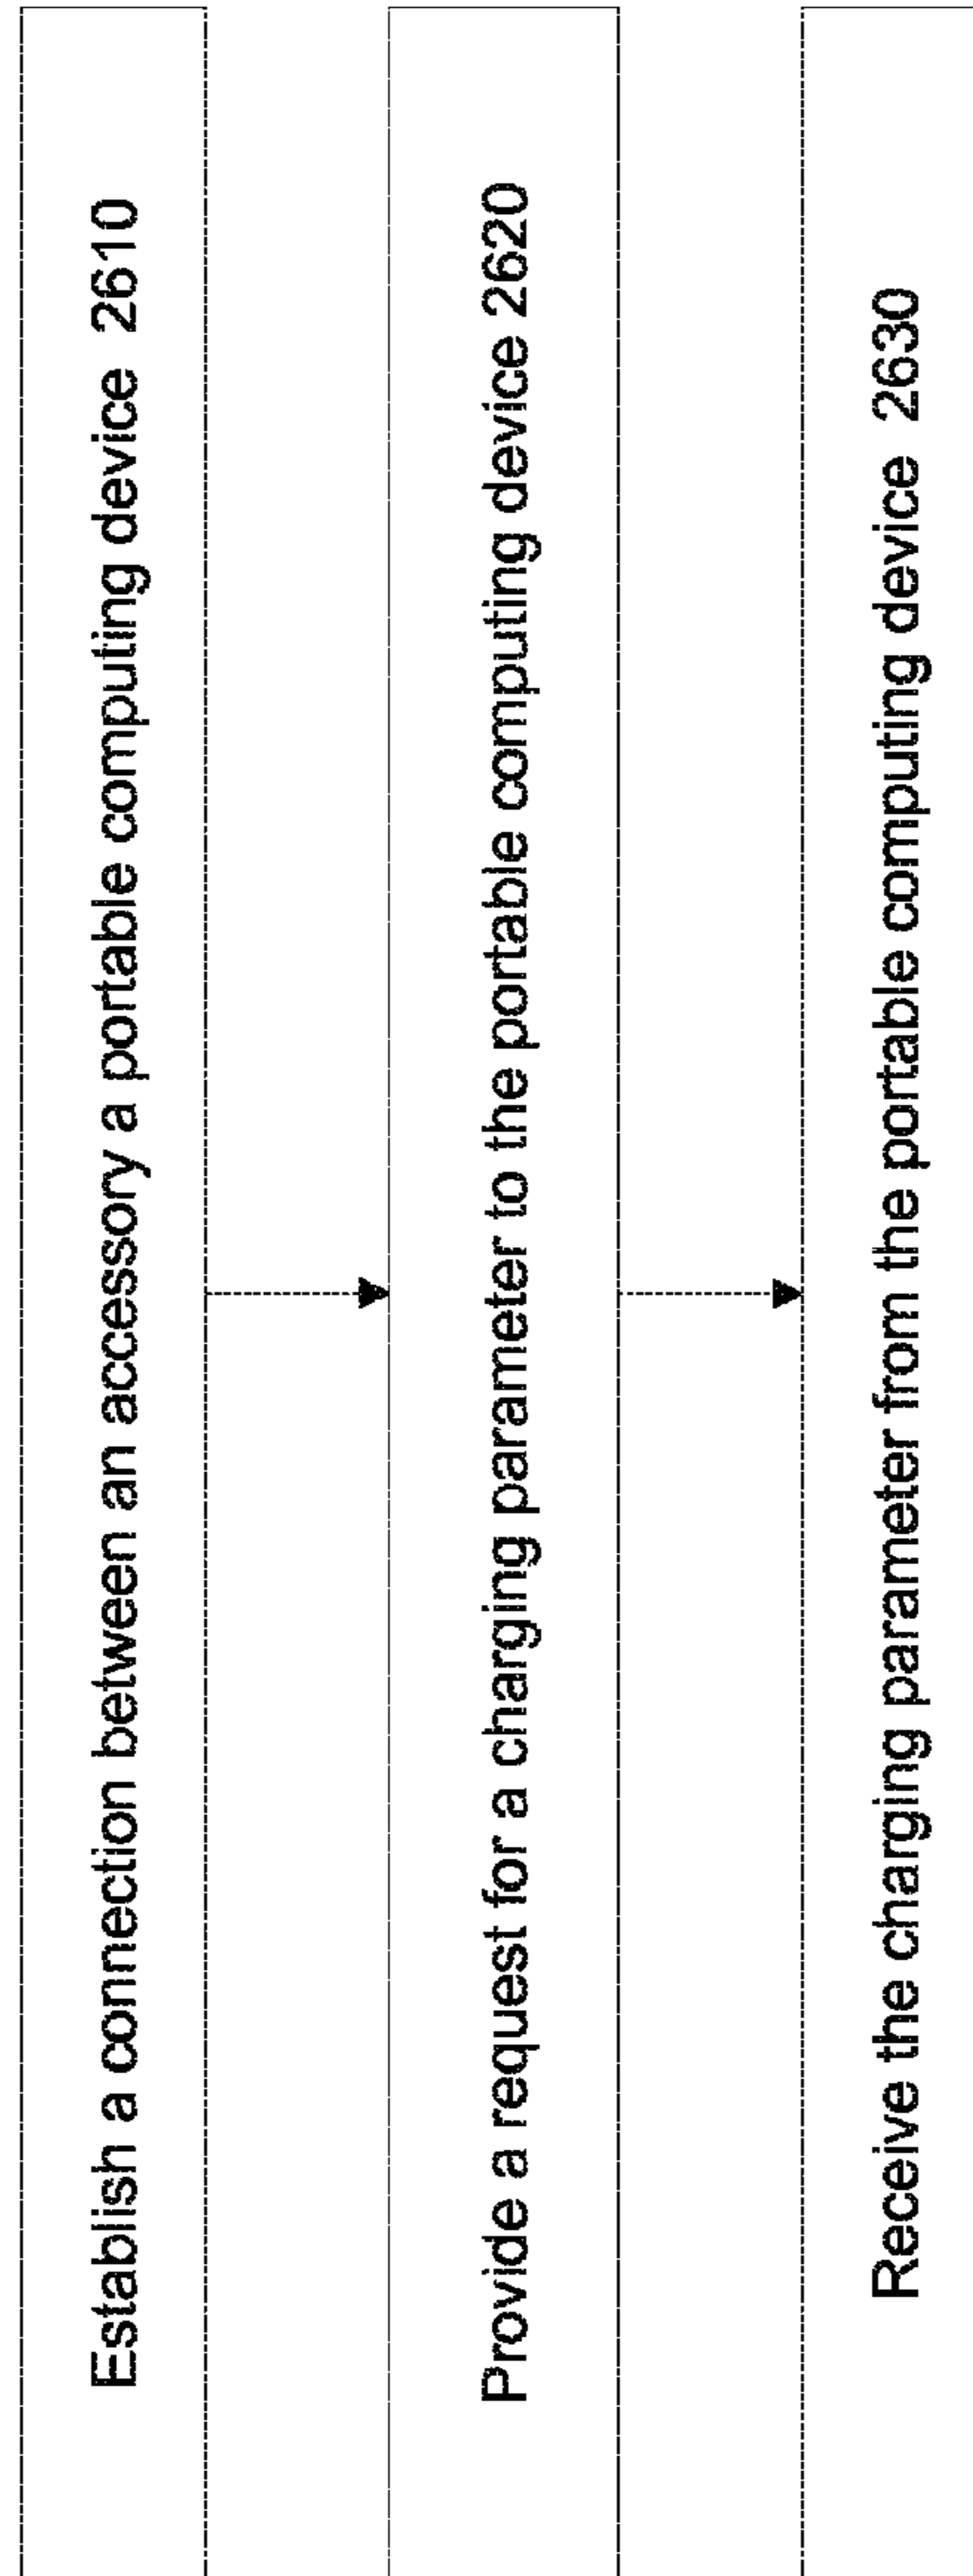 Establish a connection between an accessory a portable computing device 2610
Provide a request for a charging parameter to the portable computing device 2620
Receive the charging parameter from the portable computing device 2630